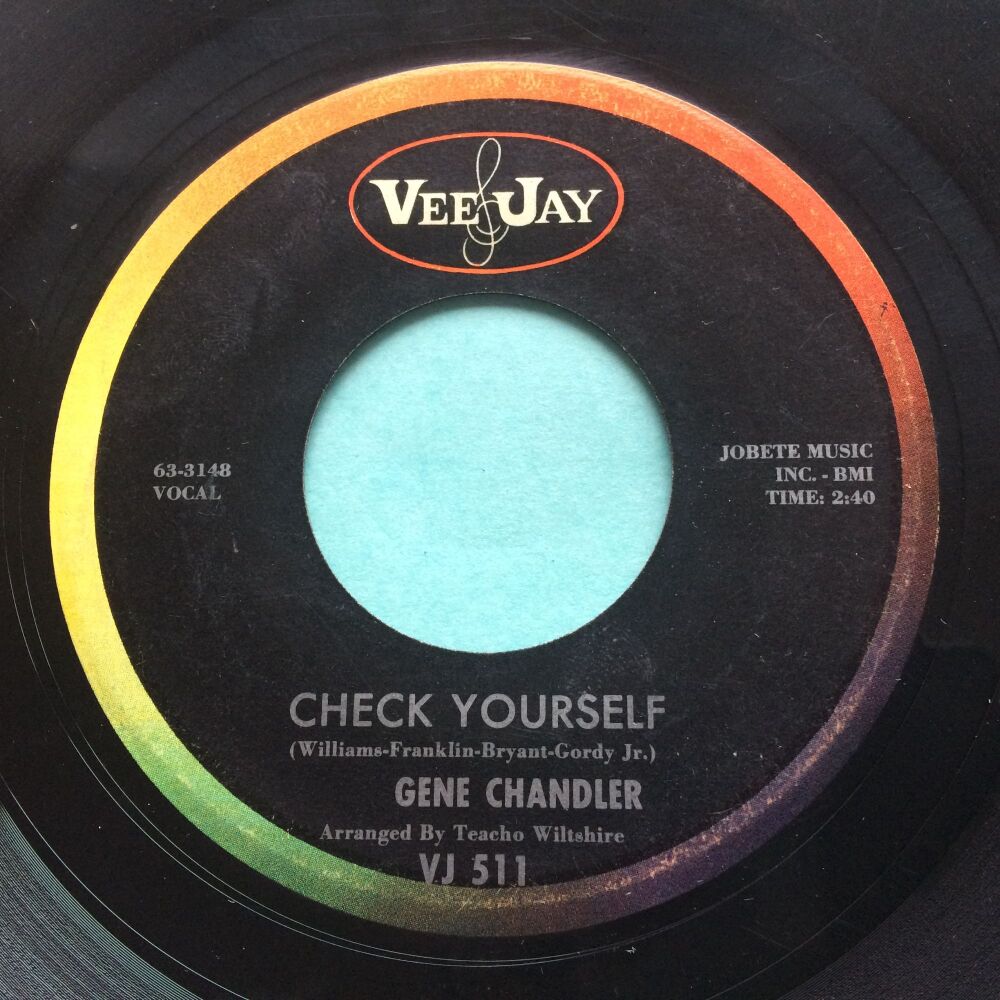 VEE JAY
63-3148
VOCAL
JOBETE MUSIC
INC. - BMI
TIME: 2:40
CHECK YOURSELF
(Williams-Franklin-Bryant-Gordy Jr.)
GENE CHANDLER
Arranged By Teacho Wiltshire
VJ 511